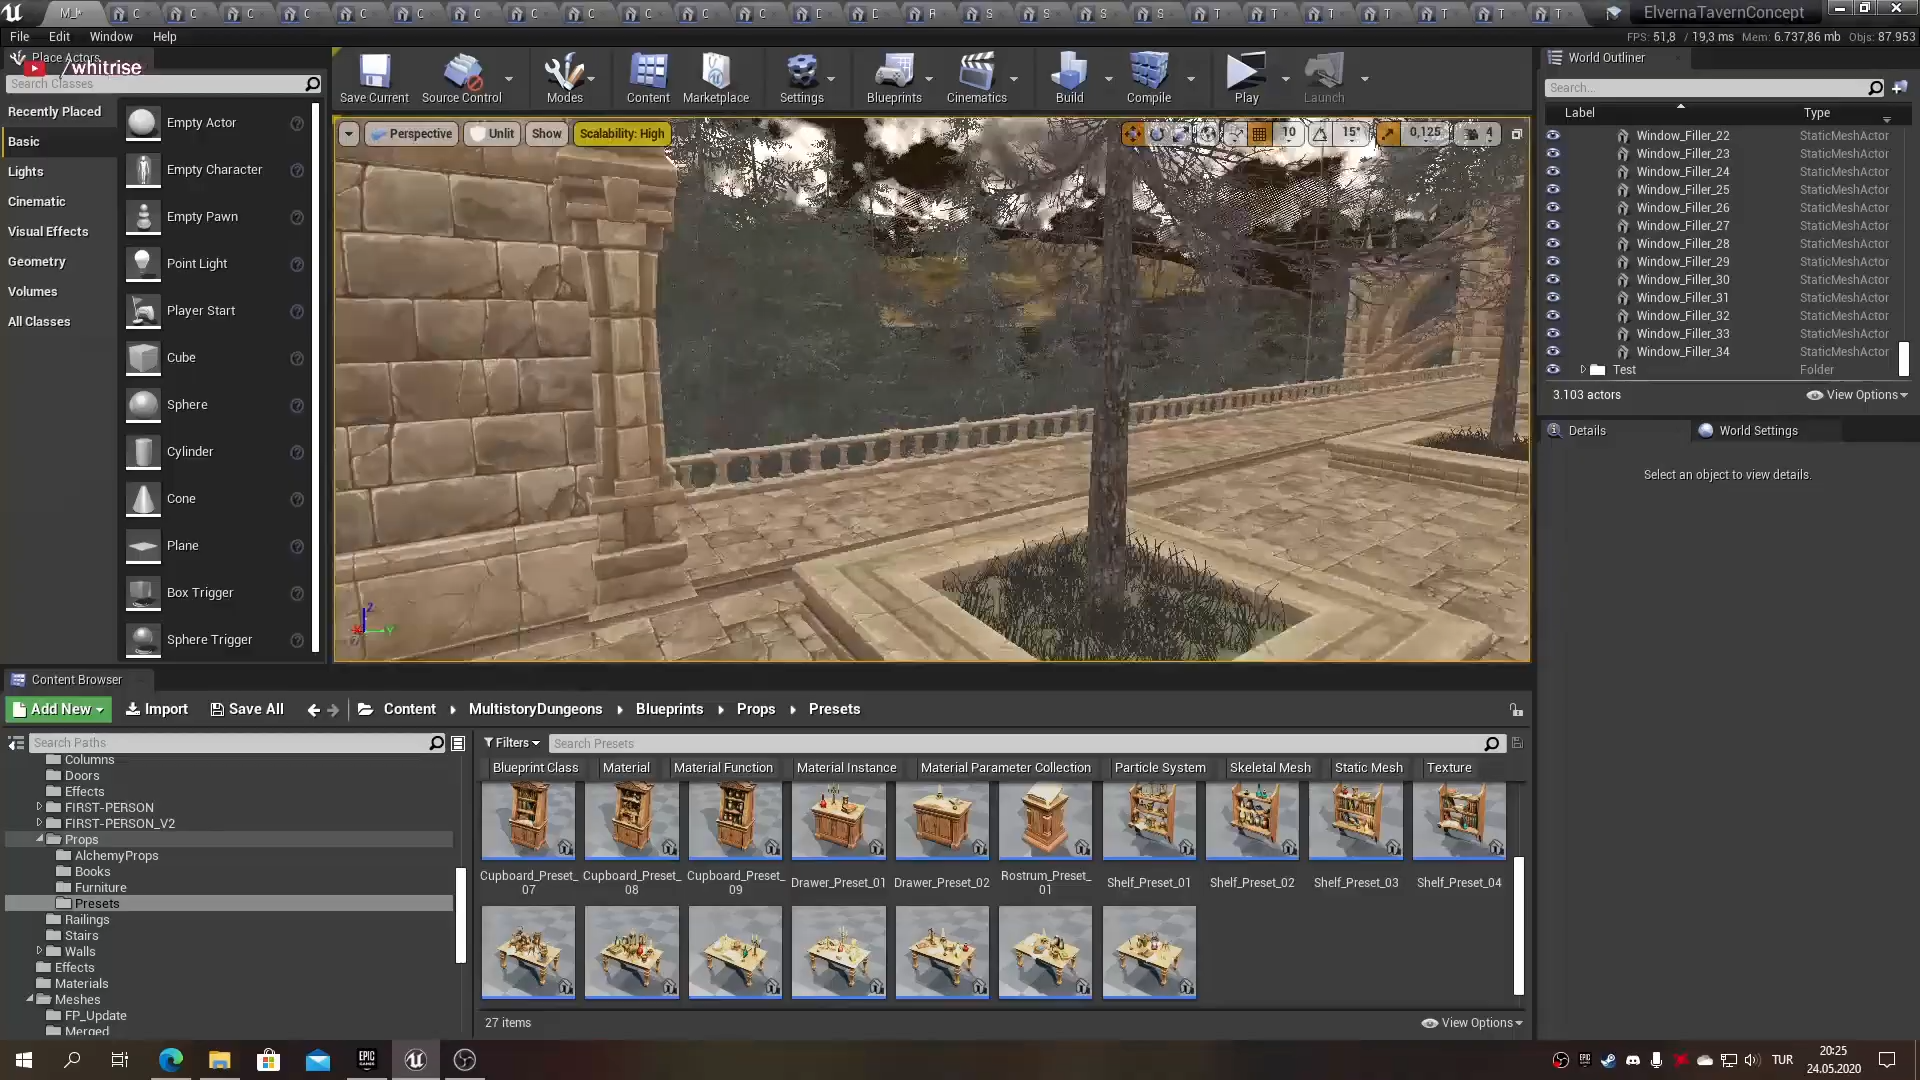 M_I•
C
C
C
C
C
C
C
C
C
C
C
C
D
D
R
S
S
S
S
T
T
T
T
T
T
T
ElvernaTavernConcept
File Edit Window Help
FPS: 51,8 / 19,3 ms Mem: 6.737,86 mb Objs: 87.953
Place Actors
/whitrise
Search Classes
Recently Placed
Basic
Lights
Cinematic
Visual Effects
Geometry
Volumes
All Classes
Empty Actor
Empty Character
Empty Pawn
Point Light
Player Start
Cube
Sphere
Cylinder
Cone
Plane
Box Trigger
Sphere Trigger
Save Current
Source Control
Modes
Content
Marketplace
Settings
Blueprints
Cinematics
Build
Compile
Play
Launch
Perspective
Unlit
Show
Scalability: High
10
15°
0,125
4
Z
X
Y
World Outliner
Search...
Label Type
Window_Filler_22 StaticMeshActor
Window_Filler_23 StaticMeshActor
Window_Filler_24 StaticMeshActor
Window_Filler_25 StaticMeshActor
Window_Filler_26 StaticMeshActor
Window_Filler_27 StaticMeshActor
Window_Filler_28 StaticMeshActor
Window_Filler_29 StaticMeshActor
Window_Filler_30 StaticMeshActor
Window_Filler_31 StaticMeshActor
Window_Filler_32 StaticMeshActor
Window_Filler_33 StaticMeshActor
Window_Filler_34 StaticMeshActor
Test Folder
3.103 actors
View Options
Details
World Settings
Select an object to view details.
Content Browser
Add New
Import
Save All
Content
MultistoryDungeons
Blueprints
Props
Presets
Search Paths
Columns
Doors
Effects
FIRST-PERSON
FIRST-PERSON_V2
Props
AlchemyProps
Books
Furniture
Presets
Railings
Stairs
Walls
Effects
Materials
Meshes
FP_Update
Merged
Filters
Search Presets
Blueprint Class
Material
Material Function
Material Instance
Material Parameter Collection
Particle System
Skeletal Mesh
Static Mesh
Texture
Cupboard_Preset_07
Cupboard_Preset_08
Cupboard_Preset_09
Drawer_Preset_01
Drawer_Preset_02
Rostrum_Preset_01
Shelf_Preset_01
Shelf_Preset_02
Shelf_Preset_03
Shelf_Preset_04
27 items
View Options
EPIC GAMES
TUR
20:25
24.05.2020